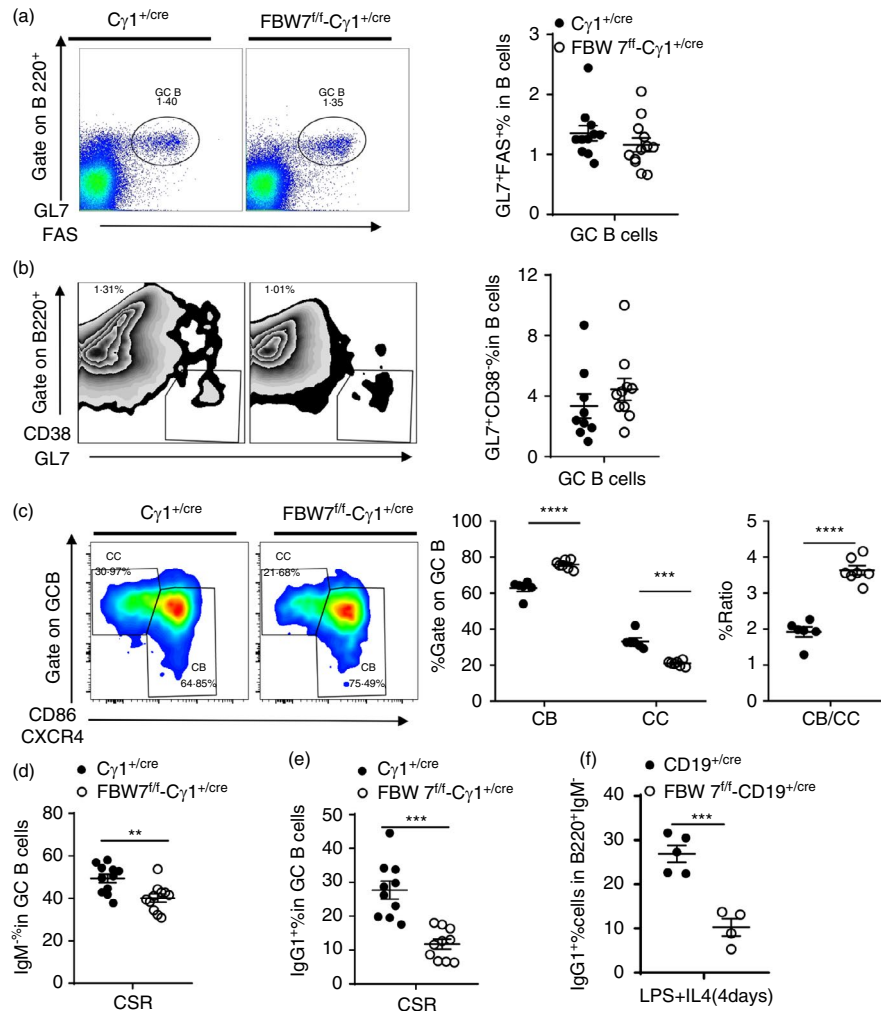 (a)
Cγ1+/cre
FBW7f/f-Cγ1+/cre
Gate on B 220+
GC B
1·40
GC B
1·35
GL7
FAS
Cγ1+/cre
FBW 7ff-Cγ1+/cre
GL7+FAS+% in B cells
3
2
1
0
GC B cells
(b)
Gate on B220+
1·31%
1·01%
CD38
GL7
GL7+CD38-% in B cells
12
8
4
0
GC B cells
(c)
Cγ1+/cre
FBW7f/f-Cγ1+/cre
Gate on GCB
CC
30·97%
CB
64·85%
CC
21·68%
CB
75·49%
CD86
CXCR4
%Gate on GC B
100
80
60
40
20
0
****
***
CB
CC
%Ratio
5
4
3
2
1
0
****
CB/CC
(d)
Cγ1+/cre
FBW7f/f-Cγ1+/cre
IgM-%in GC B cells
80
60
40
20
0
**
CSR
(e)
Cγ1+/cre
FBW 7f/f-Cγ1+/cre
IgG1+%in GC B cells
50
40
30
20
10
0
***
CSR
(f)
CD19+/cre
FBW 7f/f-CD19+/cre
IgG1+%cells in B220+IgM-
40
30
20
10
0
***
LPS+IL4(4days)